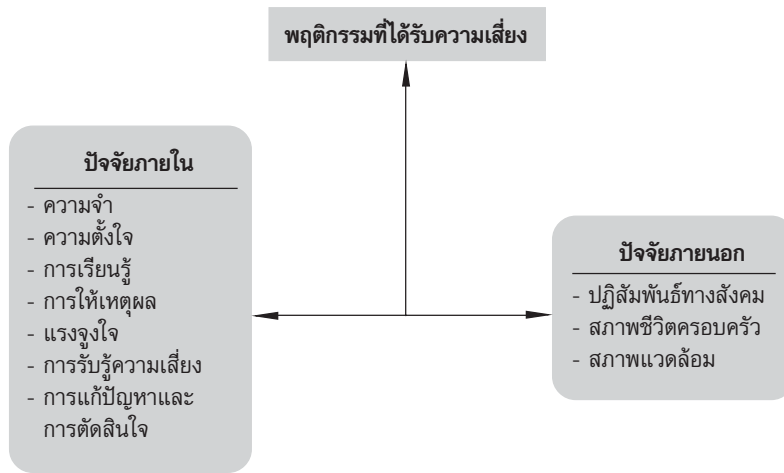 พฤติกรรมที่ได้รับความเสี่ยง
ปัจจัยภายใน
- ความจำ
- ความตั้งใจ
- การเรียนรู้
- การให้เหตุผล
- แรงจูงใจ
- การรับรู้ความเสี่ยง
- การแก้ปัญหาและ
การตัดสินใจ
ปัจจัยภายนอก
- ปฏิสัมพันธ์ทางสังคม
- สภาพชีวิตครอบครัว
- สภาพแวดล้อม